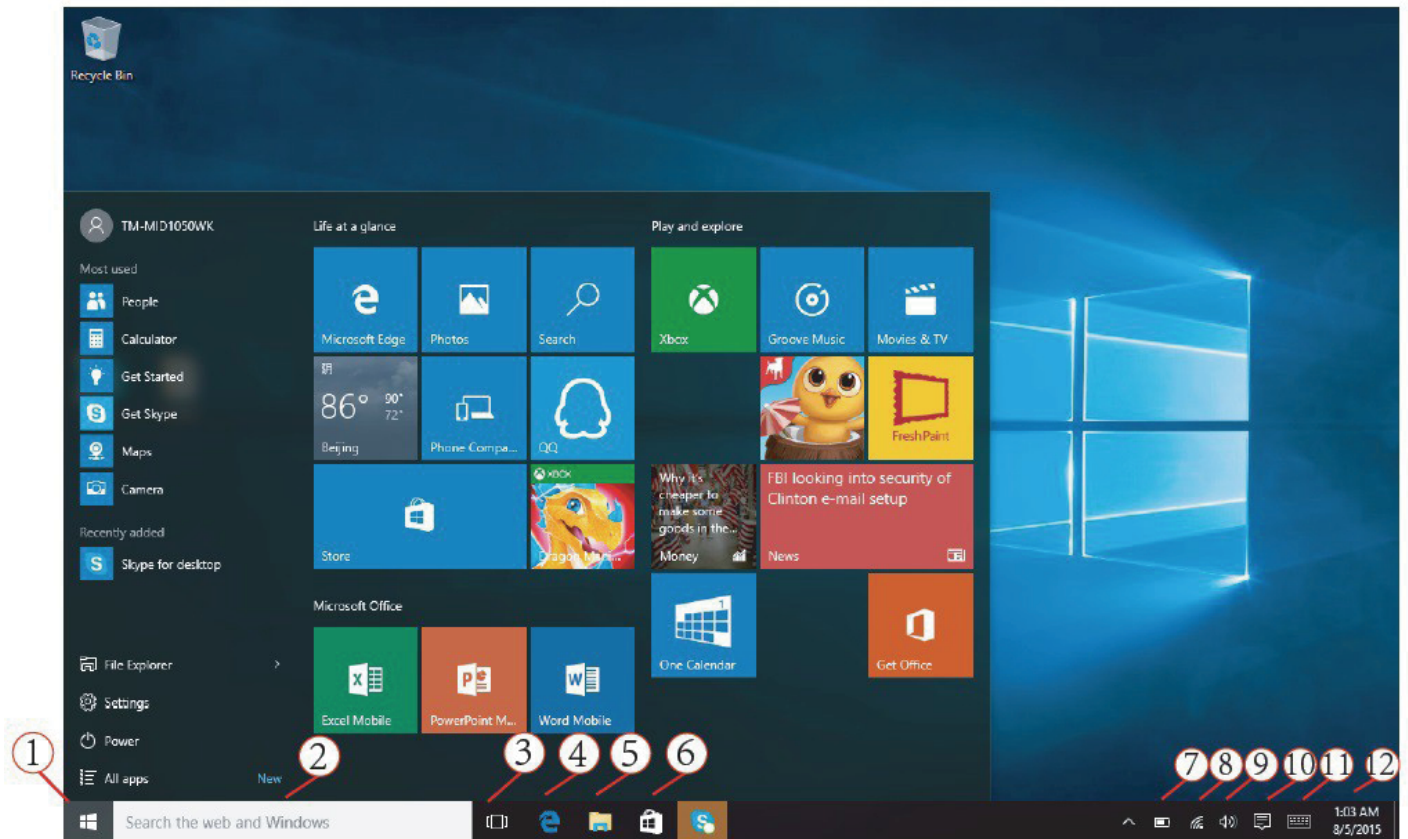 Recycle Bin
TM-MID1050WK
Most used
People
Calculator
Get Started
Get Skype
Maps
Camera
Recently added
Skype for desktop
File Explorer
Settings
Power
All apps New
Life at a glance
Microsoft Edge
Photos
Search
阴
86° 90°
72°
Beijing
Phone Compa...
QQ
Store
XBOX
Dragon Mani...
Microsoft Office
Excel Mobile
PowerPoint M...
Word Mobile
Play and explore
Xbox
Groove Music
Movies & TV
FreshPaint
Why it's
cheaper to
make some
goods in the...
Money
FBI looking into security of
Clinton e-mail setup
News
1
One Calendar
Get Office
1
2
3
4
5
6
7
8
9
10
11
12
Search the web and Windows
1:03 AM
8/5/2015